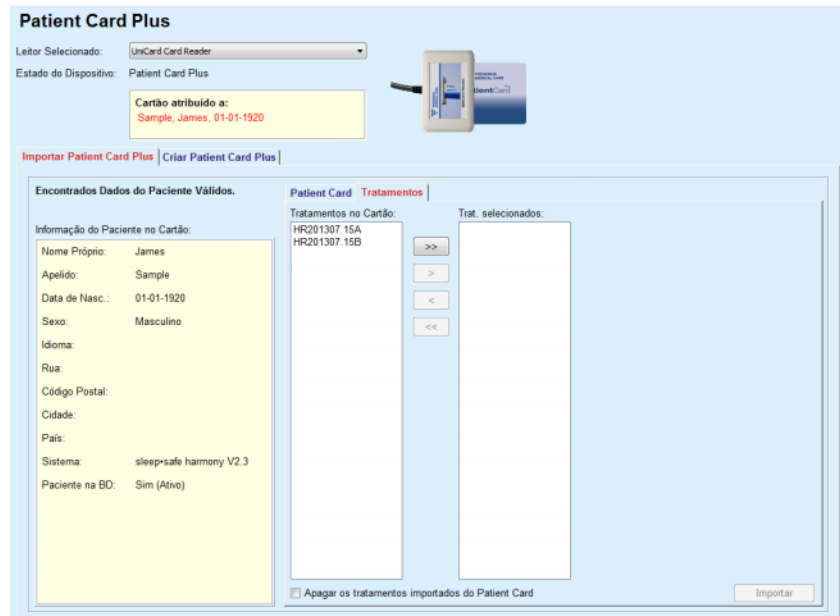 Patient Card Plus
Leitor Selecionado: UniCard Card Reader
Estado do Dispositivo: Patient Card Plus
Cartão atribuído a:
Sample, James, 01-01-1920
FRESENIUS
MEDICAL CARE
tientCard
Importar Patient Card Plus Criar Patient Card Plus
Encontrados Dados do Paciente Válidos.
Informação do Paciente no Cartão:
Nome Próprio: James
Apelido: Sample
Data de Nasc.: 01-01-1920
Sexo: Masculino
Idioma:
Rua:
Código Postal:
Cidade:
País:
Sistema: sleep•safe harmony V2.3
Paciente na BD: Sim (Ativo)
Patient Card Tratamentos
Tratamentos no Cartão: Trat. selecionados:
HR201307.15A
HR201307.15B
>>
>
<
<<
Apagar os tratamentos importados do Patient Card
Importar